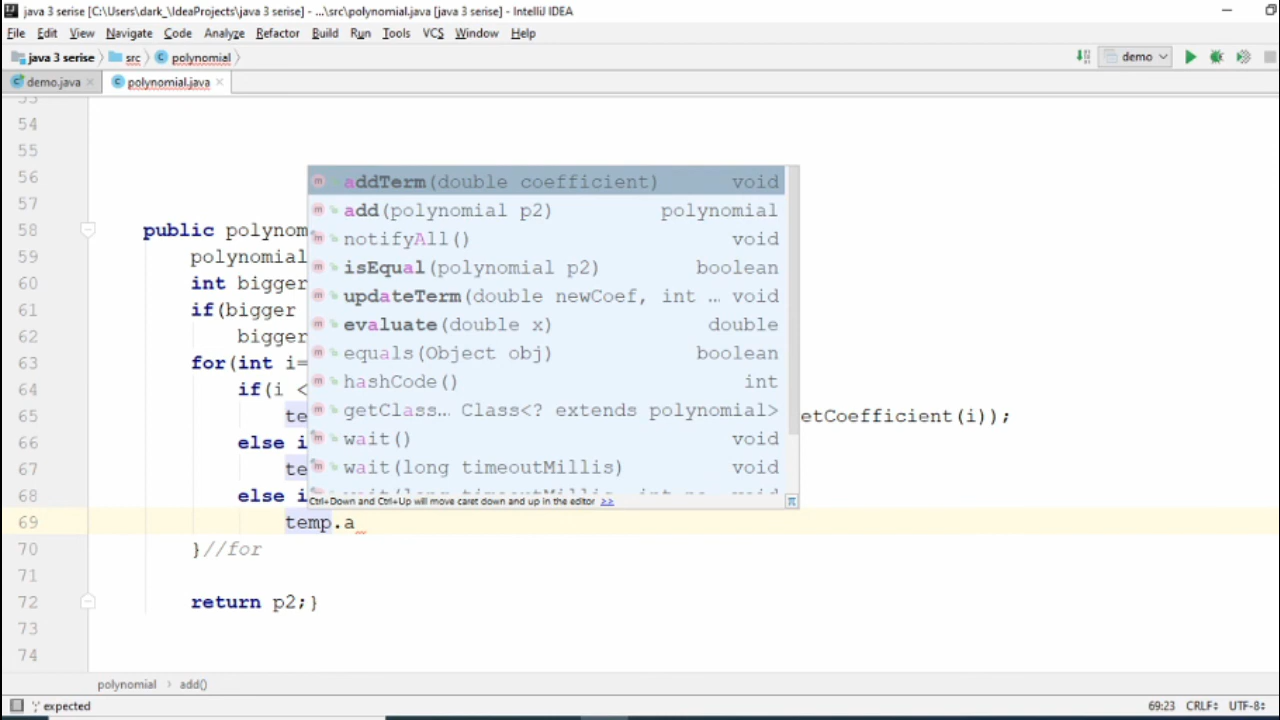 java 3 serise [C:\Users\dark_\IdeaProjects\java 3 serise] - ...\src\polynomial.java [java 3 serise] - IntelliJ IDEA
File Edit View Navigate Code Analyze Refactor Build Run Tools VCS Window Help
java 3 serise src polynomial demo
demo.java polynomial.java
53
54
55
56 addTerm(double coefficient) void
57 add(polynomial p2) polynomial
58 public polynom
notifyAll() void
59 polynomial
isEqual(polynomial p2) boolean
60 int bigger
updateTerm(double newCoef, int … void
61 if(bigger
evaluate(double x) double
62 bigger
equals(Object obj) boolean
63 for(int i=
hashCode() int
64 if(i <
getClass… Class<? extends polynomial>
65 te etCoefficient(i));
wait() void
66 else i
wait(long timeoutMillis) void
67 te
68 else i
Ctrl+Down and Ctrl+Up will move caret down and up in the editor >>
69 temp.a
70 }//for
71
72 return p2;}
73
74
polynomial › add()
';' expected 69:23 CRLF UTF-8